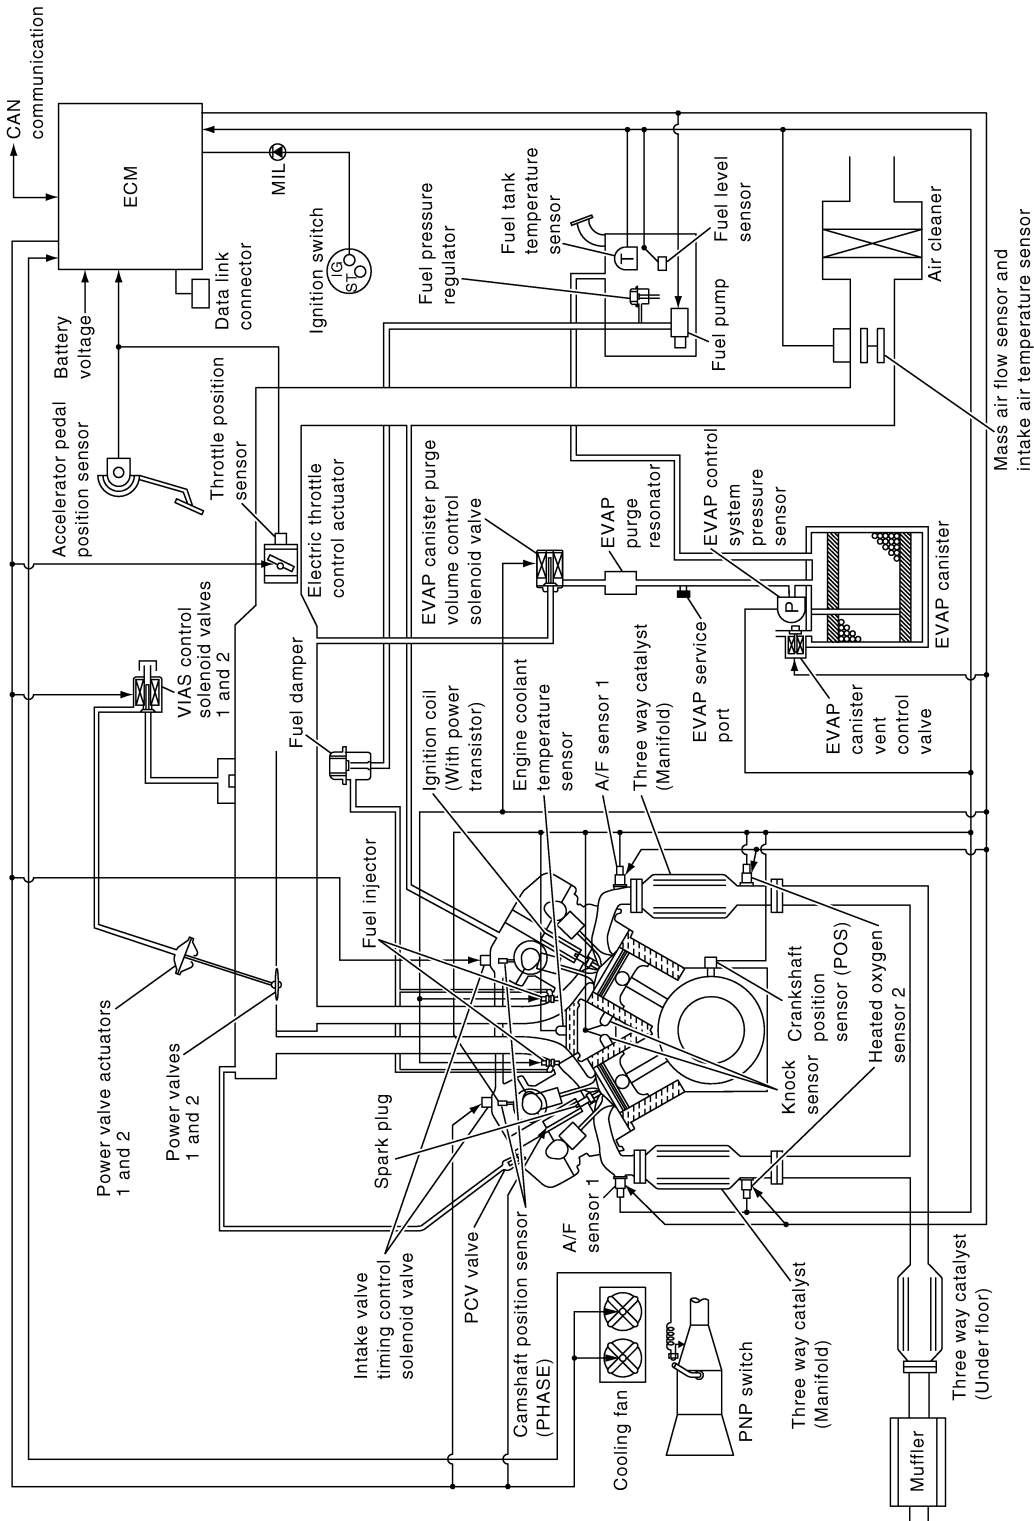 CAN
communication
ECM
MIL
Battery
voltage
Data link
connector
Ignition switch
IG
ST
Accelerator pedal
position sensor
Throttle position
sensor
Electric throttle
control actuator
Fuel pressure
regulator
Fuel tank
temperature
sensor
T
Fuel level
sensor
Fuel pump
Air cleaner
Mass air flow sensor and
intake air temperature sensor
VIAS control
solenoid valves
1 and 2
Fuel damper
EVAP canister purge
volume control
solenoid valve
EVAP
purge
resonator
EVAP control
system
pressure
sensor
P
EVAP canister
EVAP service
port
EVAP
canister
vent
control
valve
Power valve actuators
1 and 2
Power valves
1 and 2
Fuel injector
Ignition coil
(With power
transistor)
Engine coolant
temperature
sensor
A/F sensor 1
Three way catalyst
(Manifold)
Spark plug
Knock
sensor
Crankshaft
position
sensor (POS)
Heated oxygen
sensor 2
Intake valve
timing control
solenoid valve
PCV valve
Camshaft position sensor
(PHASE)
A/F
sensor 1
Cooling fan
PNP switch
Three way catalyst
(Manifold)
Three way catalyst
(Under floor)
Muffler